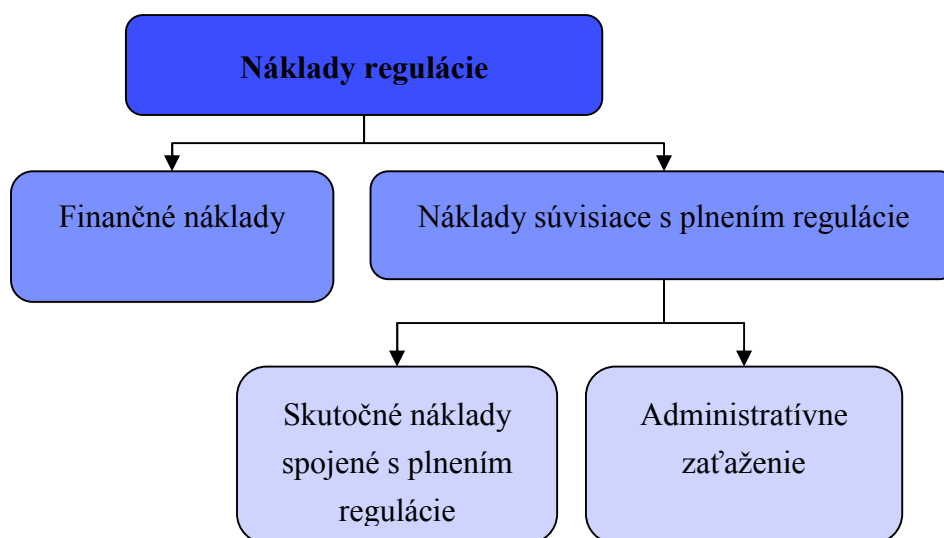 Náklady regulácie
Finančné náklady
Náklady súvisiace s plnením regulácie
Skutočné náklady
spojené s plnením
regulácie
Administratívne
zaťaženie